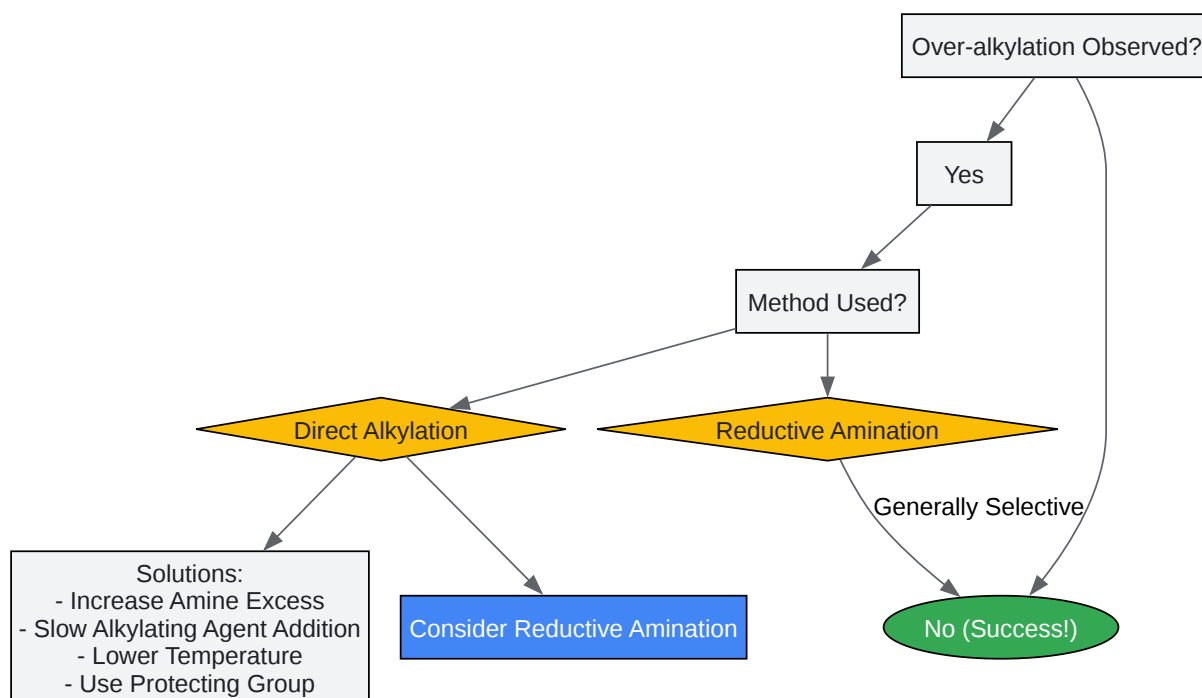 Over-alkylation Observed?
Yes
Method Used?
Direct Alkylation
Reductive Amination
Generally Selective
Solutions:
- Increase Amine Excess
- Slow Alkylating Agent Addition
- Lower Temperature
- Use Protecting Group
Consider Reductive Amination
No (Success!)